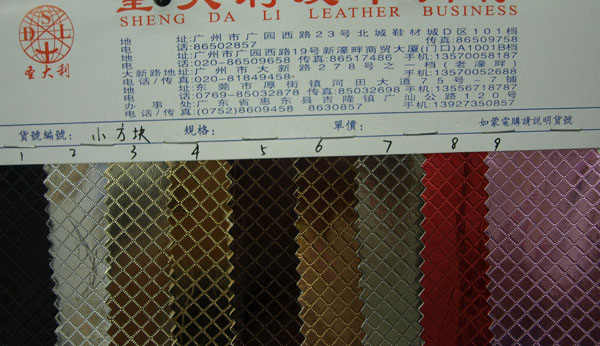 SHENG DA LI LEATHER BUSINESS
DSL
圣大利
地 址:广州市广园西路23号北城鞋材城D区101档
电 话:86502857 传真:86509758
地 址:广州市广园西路19号新濠畔商贸大厦(门口)A1001B档
电 话:020-86509658 传真:86517486 手机:13570058187
大新路地址:广州市大新路278号之一广(老濠畔)
电话/传真:020-81849458 手机:13570052688
地 址:东莞市厚街镇河田大道75号-7铺
电 话:0769-85032878 传真:85032698 手机:13556718787
办 事 处:广东省惠东县吉隆镇广汕公路120号
电话/传真:(0752)8609458 8630857 手机:13927350857
貨號編號: 小方块 規格: 單價: 如蒙電購請説明貨號
1 2 3 4 5 6 7 8 9